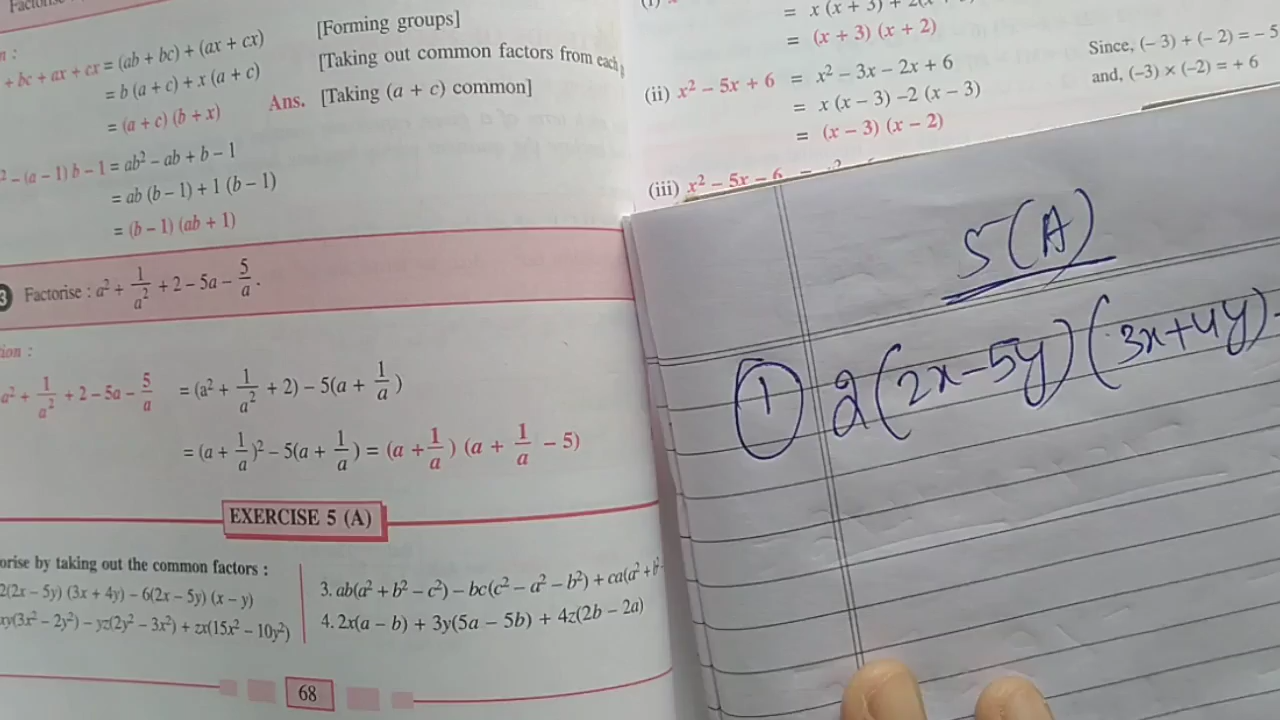 [Forming groups]
+ bc + ax + cx = (ab + bc) + (ax + cx)
= b (a + c) + x (a + c) [Taking out common factors from each
= (a + c) (b + x) Ans. [Taking (a + c) common]
– (a – 1) b – 1 = ab² – ab + b – 1
= ab (b – 1) + 1 (b – 1)
= (b – 1) (ab + 1)
3 Factorise : a² + 1/a² + 2 – 5a – 5/a .
a² + 1/a² + 2 – 5a – 5/a = (a² + 1/a² + 2) – 5(a + 1/a)
= (a + 1/a)² – 5(a + 1/a) = (a + 1/a) (a + 1/a – 5)
EXERCISE 5 (A)
orise by taking out the common factors :
2(2x – 5y) (3x + 4y) – 6(2x – 5y) (x – y)
xy(3x² – 2y²) – yz(2y² – 3x²) + zx(15x² – 10y²)
3. ab(a² + b² – c²) – bc(c² – a² – b²) + ca(a² + b²
4. 2x(a – b) + 3y(5a – 5b) + 4z(2b – 2a)
68
= x (x + 3) + 2(x
= (x + 3) (x + 2)
(ii) x² – 5x + 6 = x² – 3x – 2x + 6 Since, (– 3) + (– 2) = – 5
= x (x – 3) –2 (x – 3) and, (–3) × (–2) = + 6
= (x – 3) (x – 2)
(iii) x² – 5x – 6 =
5(A)
1 2(2x-5y)(3x+4y)-